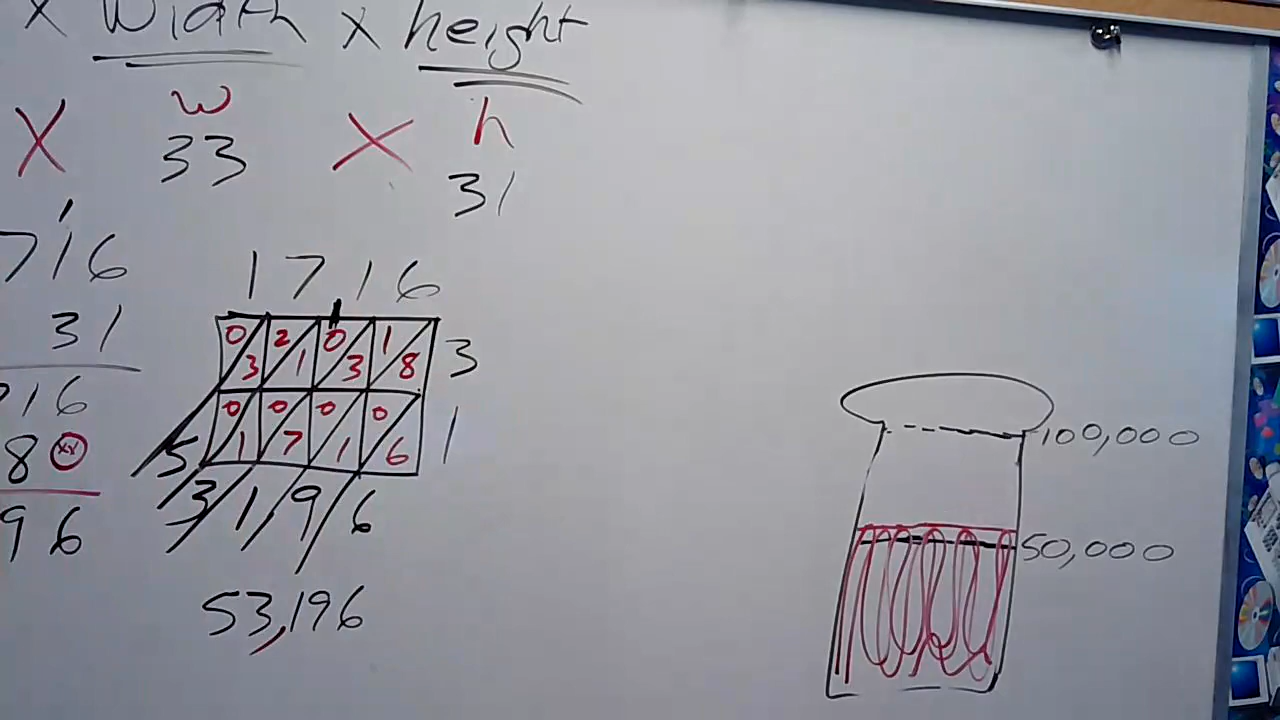 x width x height
X w X h
33 31
716
31
716
8 xx
96
1716
0 2 0 1
3 1 3 8 3
0 0 0 0
5 1 7 1 6 1
3 1 9 6
53,196
100,000
50,000